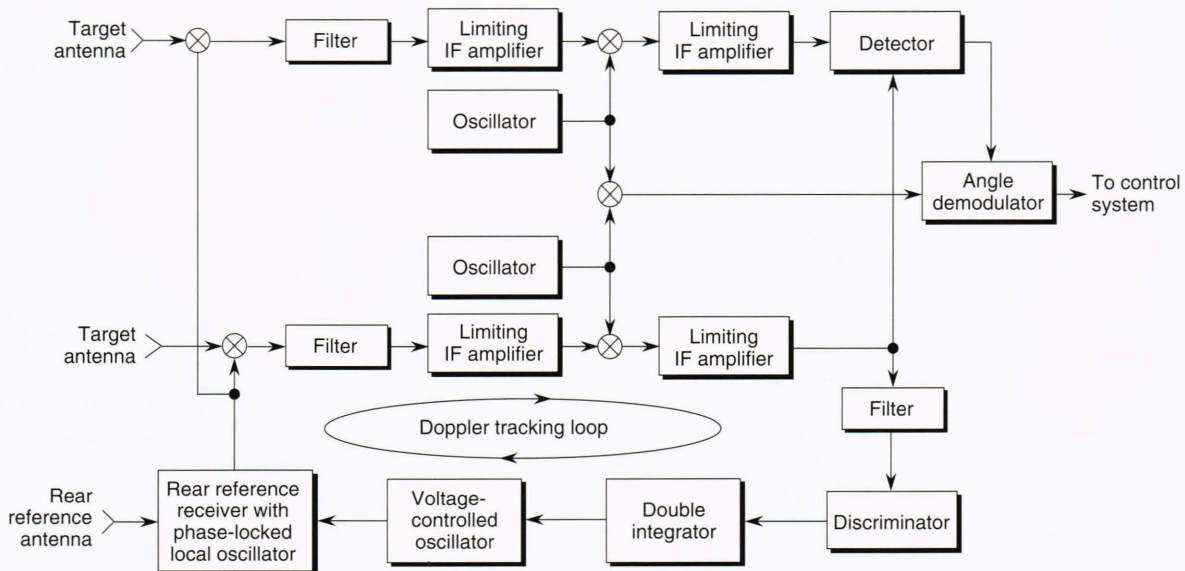 Target
antenna
Filter
Limiting
IF amplifier
Limiting
IF amplifier
Detector
Oscillator
Angle
demodulator
To control
system
Oscillator
Target
antenna
Filter
Limiting
IF amplifier
Limiting
IF amplifier
Filter
Doppler tracking loop
Rear
reference
antenna
Rear reference
receiver with
phase-locked
local oscillator
Voltage-
controlled
oscillator
Double
integrator
Discriminator